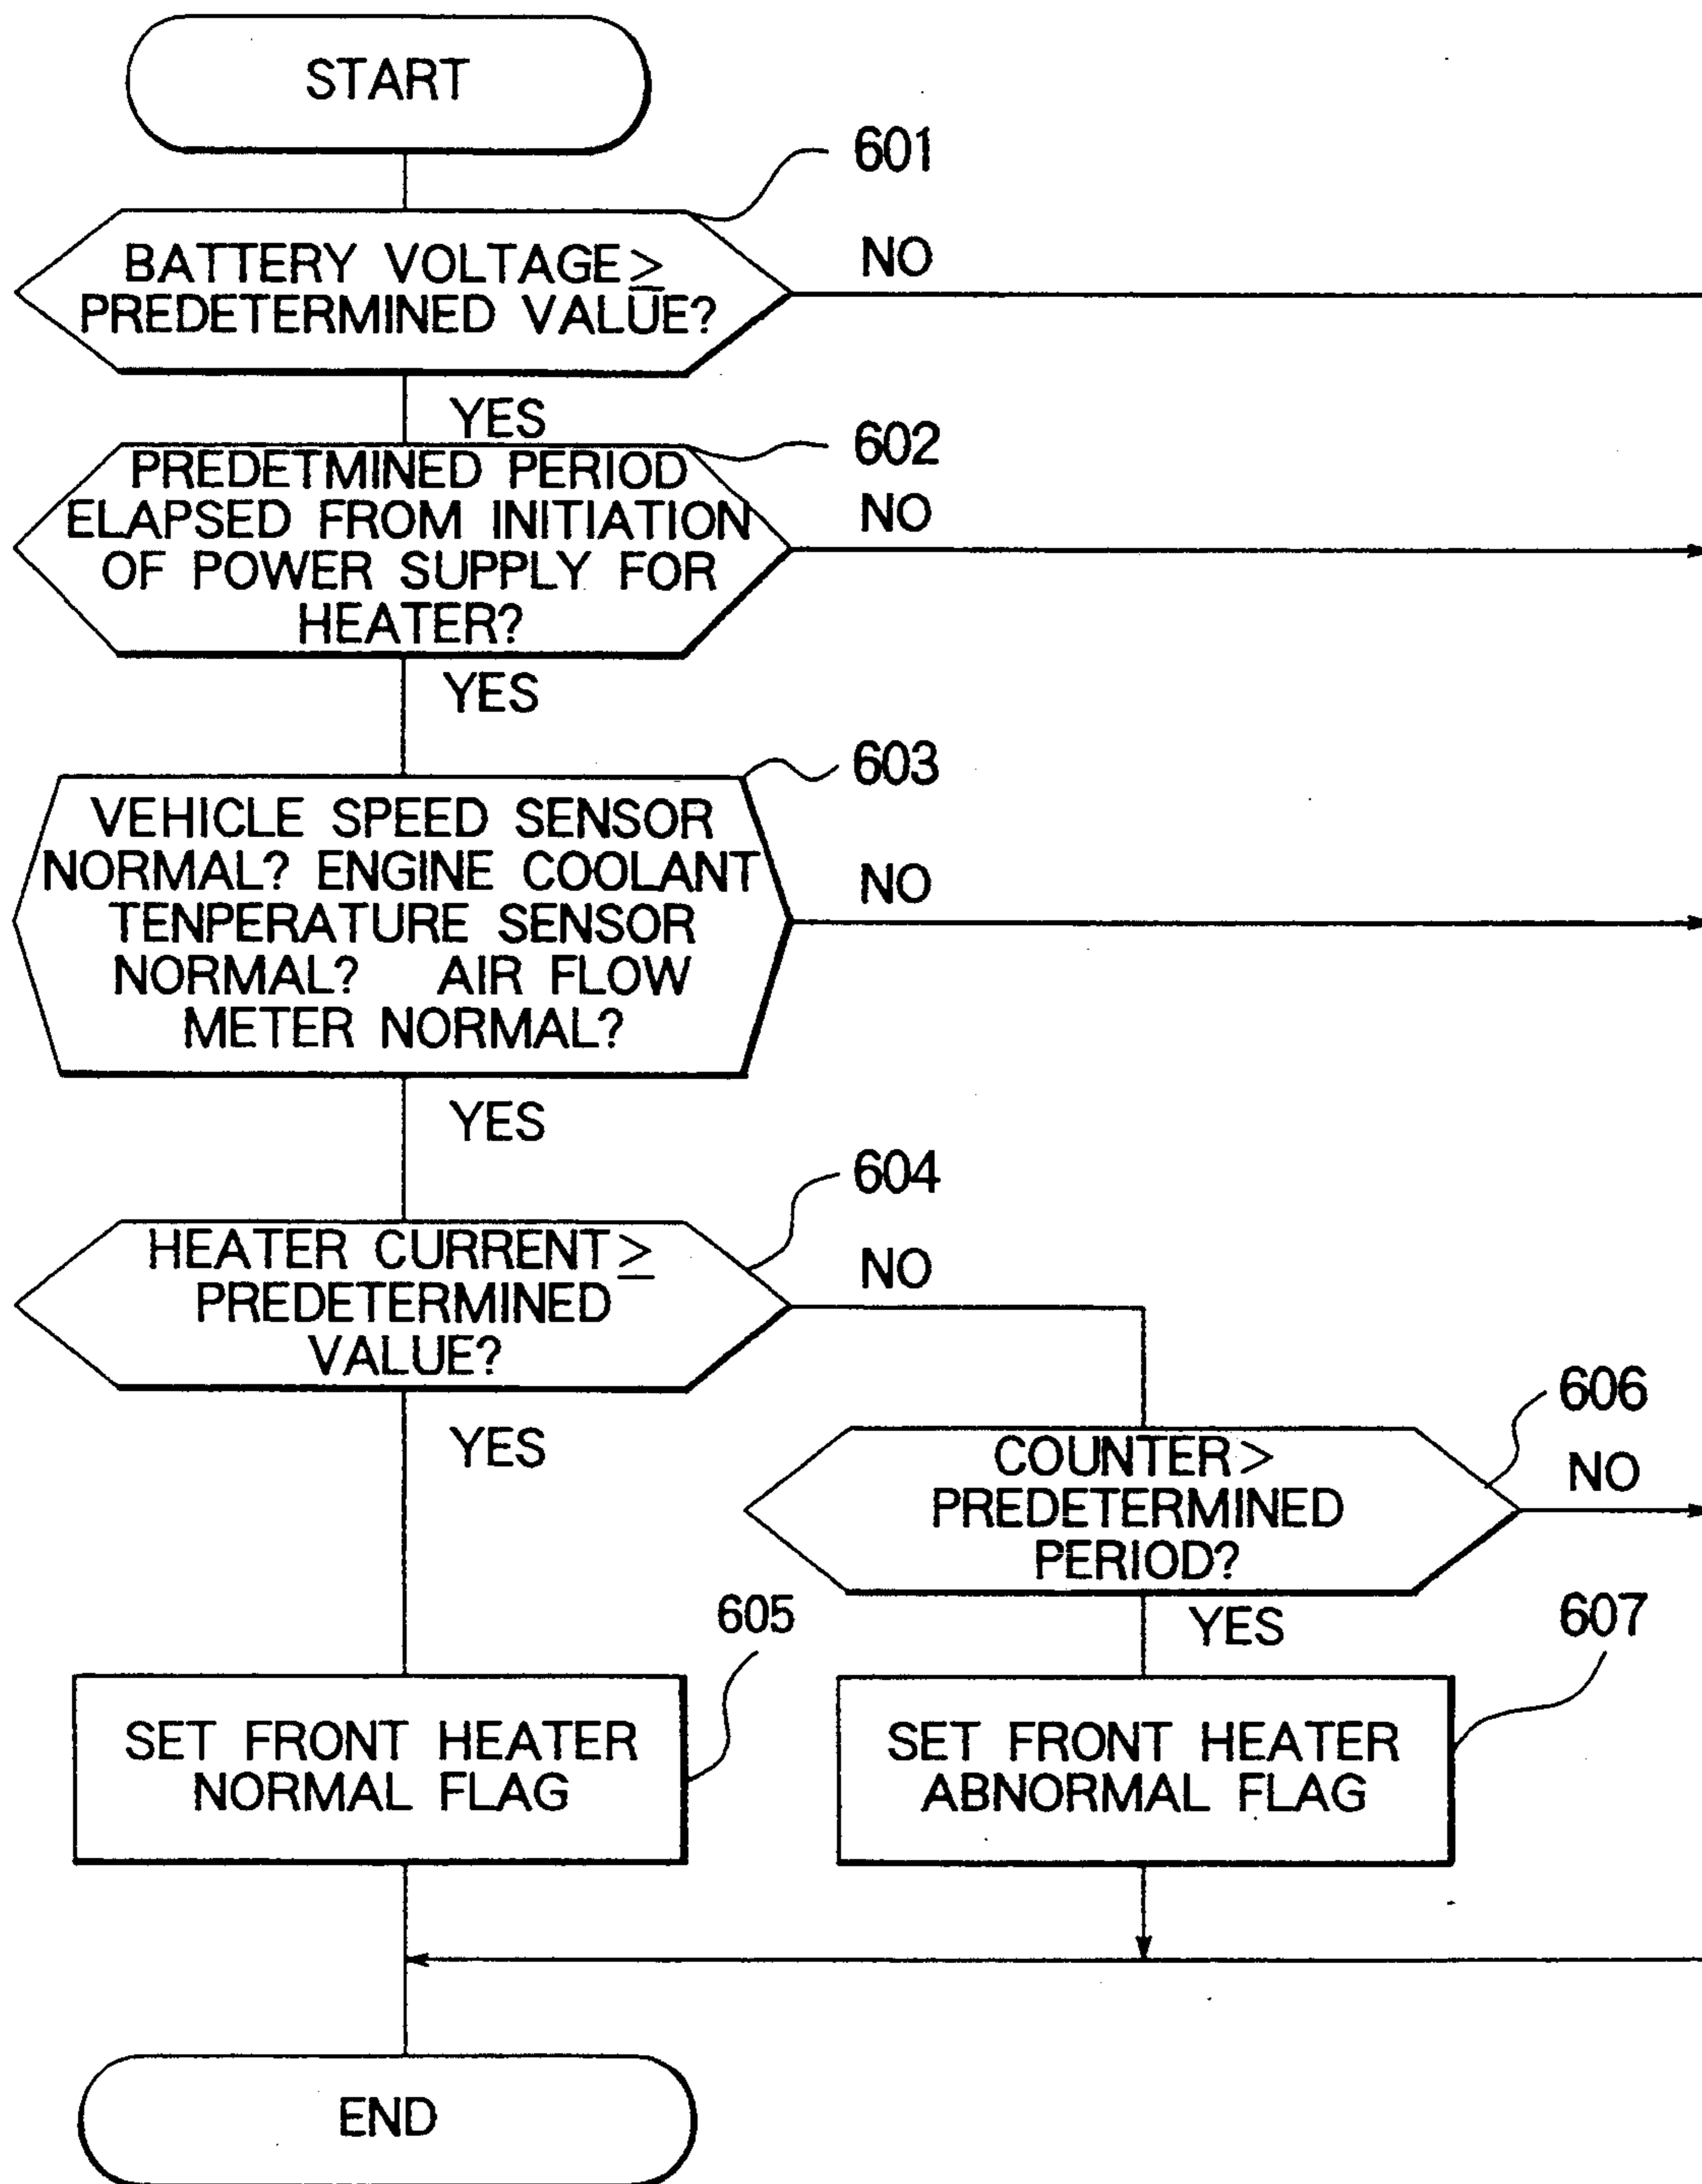 START
601
BATTERY VOLTAGE ≥
PREDETERMINED VALUE?
NO
YES
602
PREDETMINED PERIOD
ELAPSED FROM INITIATION
OF POWER SUPPLY FOR
HEATER?
NO
YES
603
VEHICLE SPEED SENSOR
NORMAL? ENGINE COOLANT
TENPERATURE SENSOR
NORMAL? AIR FLOW
METER NORMAL?
NO
YES
604
HEATER CURRENT ≥
PREDETERMINED
VALUE?
NO
YES
606
COUNTER >
PREDETERMINED
PERIOD?
NO
YES
605
SET FRONT HEATER
NORMAL FLAG
607
SET FRONT HEATER
ABNORMAL FLAG
END